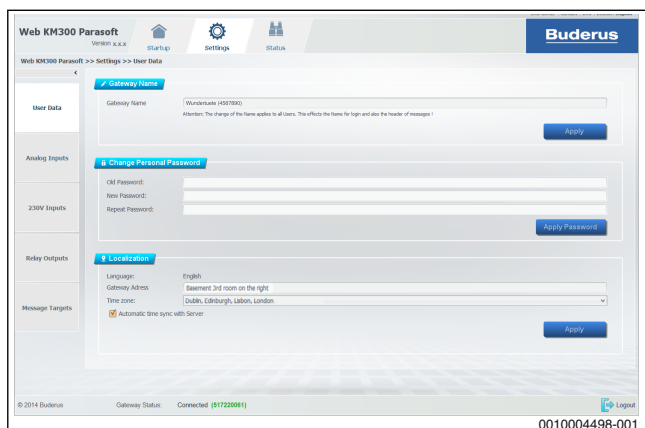 Web KM300 Parasoft
Version x.x.x
Startup
Settings
Status
Buderus
Web KM300 Parasoft >> Settings >> User Data
<
User Data
Analog Inputs
230V Inputs
Relay Outputs
Message Targets
Gateway Name
Gateway Name Wundertuete (4587890)
Attention: The change of the Name applies to all Users. This effects the Name for login and also the header of messages !
Apply
Change Personal Password
Old Password:
New Password:
Repeat Password:
Apply Password
Localization
Language: English
Gateway Adress Basement 3rd room on the right
Time zone: Dublin, Edinburgh, Lisbon, London
Automatic time sync with Server
Apply
© 2014 Buderus Gateway Status: Connected (517220061) Logout
0010004498-001